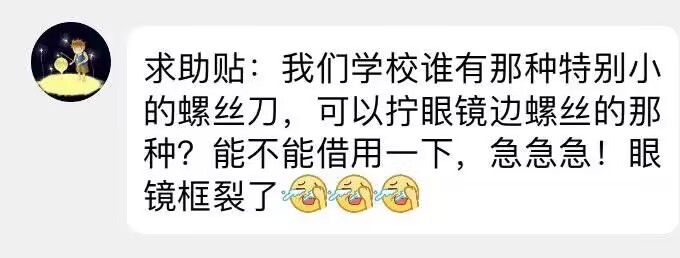 求助贴：我们学校谁有那种特别小
的螺丝刀，可以拧眼镜边螺丝的那
种？能不能借用一下，急急急！眼
镜框裂了